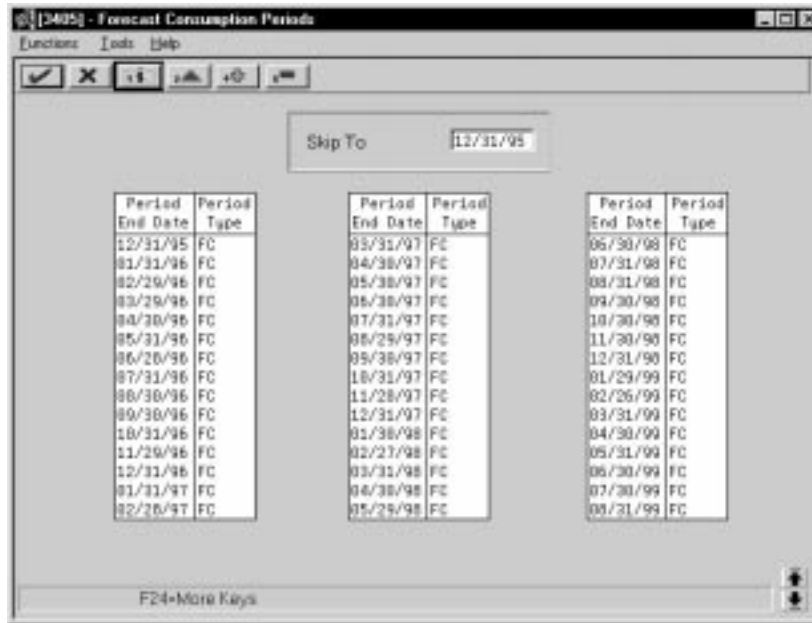 [3405] - Forecast Consumption Periods
Functions Tools Help
Skip To 12/31/95
Period End Date Period Type
12/31/95 FC
01/31/96 FC
02/29/96 FC
03/29/96 FC
04/30/96 FC
05/31/96 FC
06/28/96 FC
07/31/96 FC
08/30/96 FC
09/30/96 FC
10/31/96 FC
11/29/96 FC
12/31/96 FC
01/31/97 FC
02/28/97 FC
Period End Date Period Type
03/31/97 FC
04/30/97 FC
05/30/97 FC
06/30/97 FC
07/31/97 FC
08/29/97 FC
09/30/97 FC
10/31/97 FC
11/28/97 FC
12/31/97 FC
01/30/98 FC
02/27/98 FC
03/31/98 FC
04/30/98 FC
05/29/98 FC
Period End Date Period Type
06/30/98 FC
07/31/98 FC
08/31/98 FC
09/30/98 FC
10/30/98 FC
11/30/98 FC
12/31/98 FC
01/29/99 FC
02/26/99 FC
03/31/99 FC
04/30/99 FC
05/31/99 FC
06/30/99 FC
07/30/99 FC
08/31/99 FC
F24=More Keys